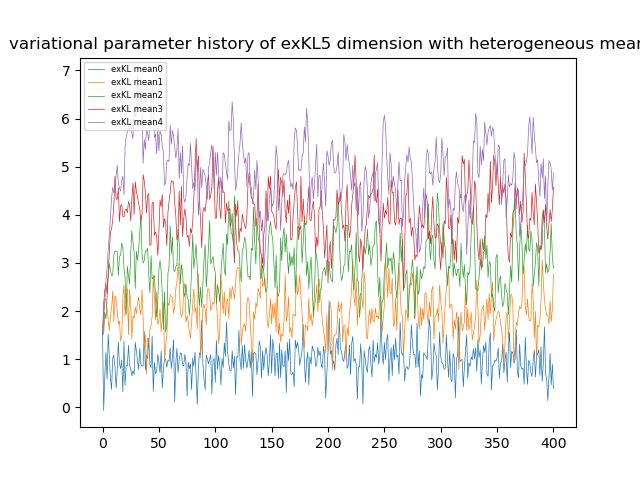 variational parameter history of exKL5 dimension with heterogeneous mean
exKL mean0
exKL mean1
exKL mean2
exKL mean3
exKL mean4
7
6
5
4
3
2
1
0
0 50 100 150 200 250 300 350 400